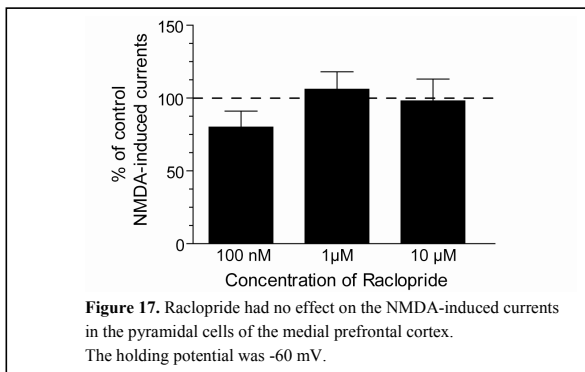 150
100
50
0
% of control
NMDA-induced currents
100 nM 1µM 10 µM
Concentration of Raclopride
Figure 17. Raclopride had no effect on the NMDA-induced currents
in the pyramidal cells of the medial prefrontal cortex.
The holding potential was -60 mV.